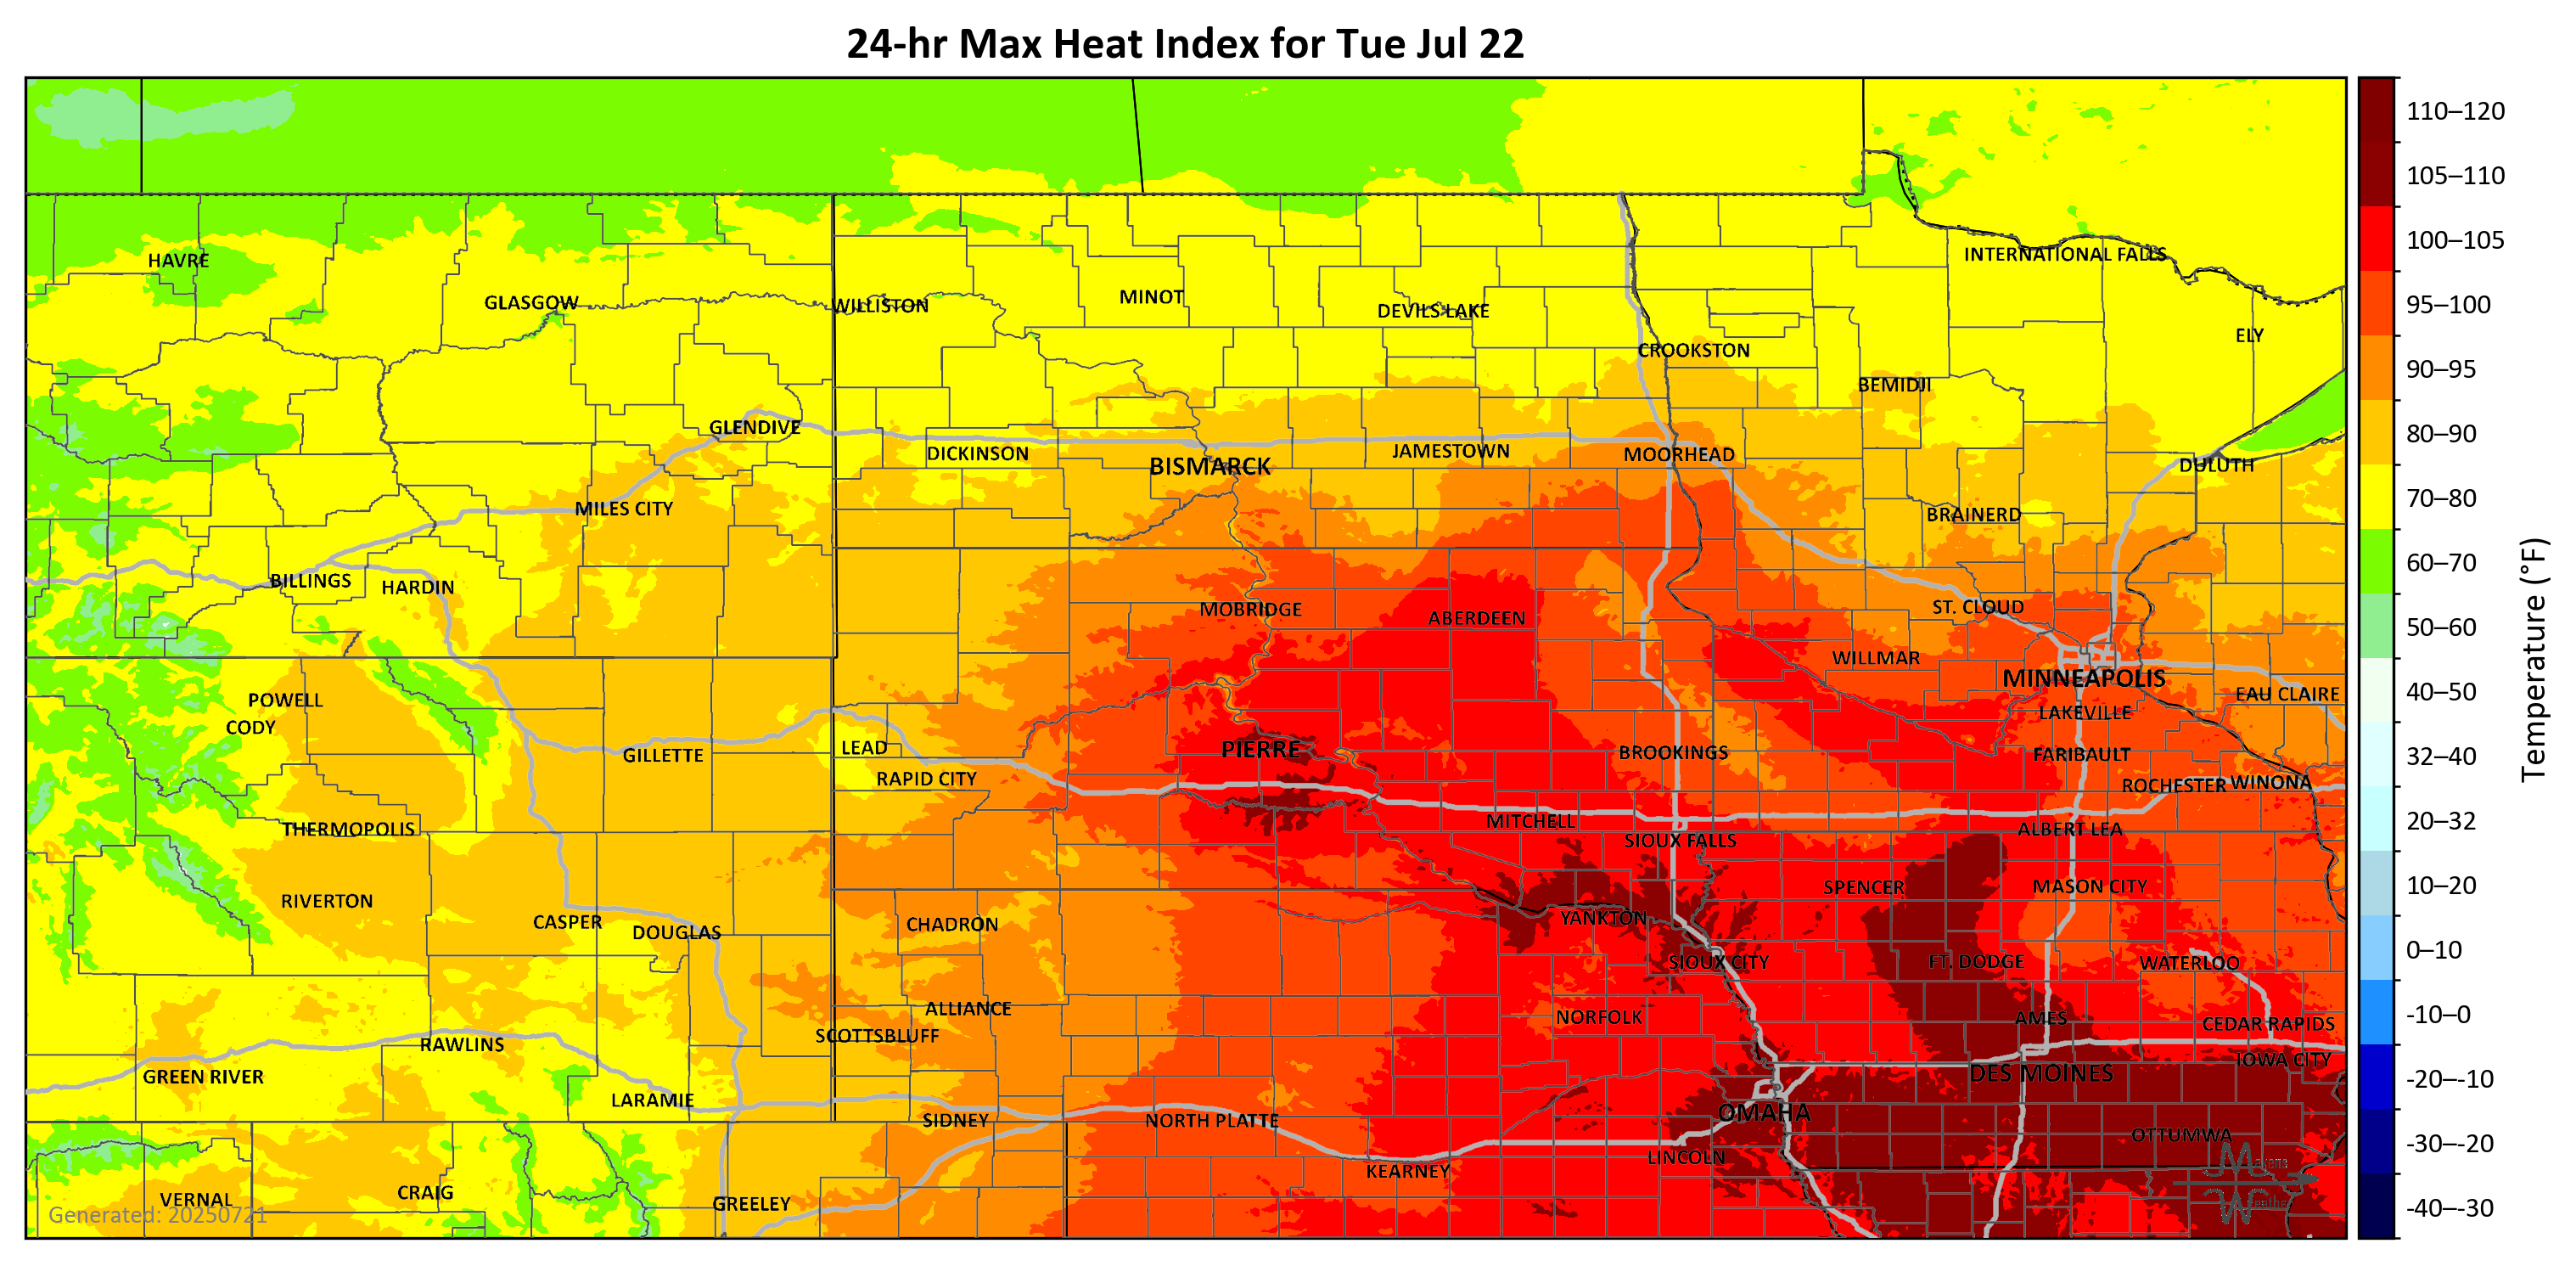 24-hr Max Heat Index for Tue Jul 22
110–120
105–110
100–105
95–100
90–95
80–90
70–80
60–70
50–60
40–50
32–40
20–32
10–20
0–10
-10–0
-20–-10
-30–-20
-40–-30
Temperature (°F)
INTERNATIONAL FALLS
HAVRE
MINOT
GLASGOW
WILLISTON
DEVILS LAKE
ELY
CROOKSTON
BEMIDJI
GLENDIVE
DICKINSON
JAMESTOWN
MOORHEAD
BISMARCK
DULUTH
MILES CITY
BRAINERD
BILLINGS
HARDIN
MOBRIDGE
ABERDEEN
ST. CLOUD
WILLMAR
MINNEAPOLIS
POWELL
EAU CLAIRE
CODY
LAKEVILLE
GILLETTE
LEAD
PIERRE
BROOKINGS
FARIBAULT
RAPID CITY
ROCHESTER
WINONA
THERMOPOLIS
MITCHELL
SIOUX FALLS
ALBERT LEA
RIVERTON
SPENCER
MASON CITY
CASPER
DOUGLAS
CHADRON
YANKTON
SIOUX CITY
FT. DODGE
WATERLOO
ALLIANCE
NORFOLK
AMES
CEDAR RAPIDS
SCOTTSBLUFF
RAWLINS
IOWA CITY
GREEN RIVER
DES MOINES
LARAMIE
OMAHA
SIDNEY
NORTH PLATTE
OTTUMWA
LINCOLN
KEARNEY
VERNAL
CRAIG
GREELEY
Generated: 20250721